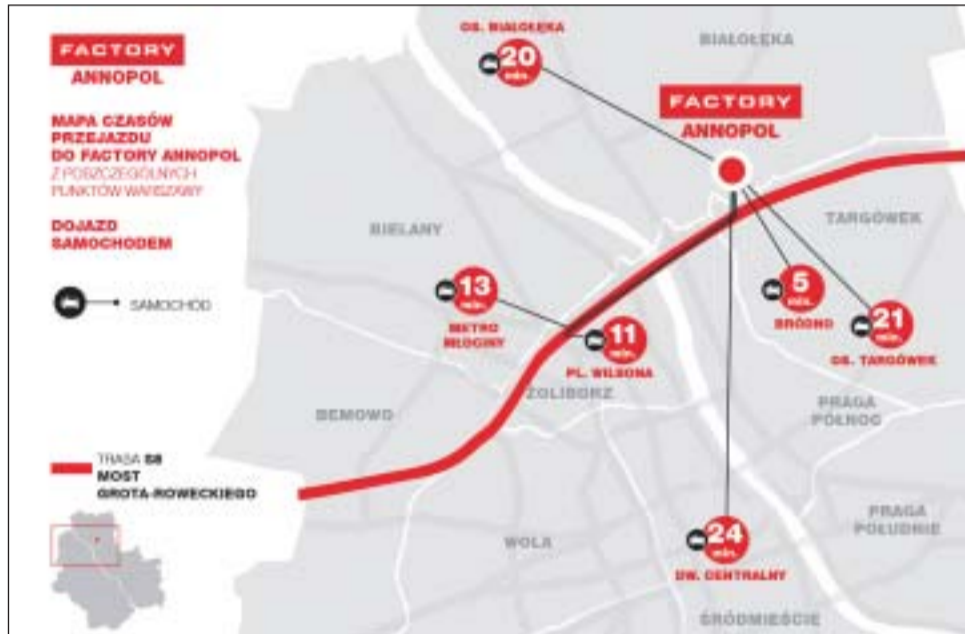 FACTORY
ANNOPOL
MAPA CZASÓW
PRZEJAZDU
DO FACTORY ANNOPOL
Z POSZCZEGÓLNYCH
PUNKTÓW WARSZAWY
DOJAZD
SAMOCHODEM
SAMOCHÓD
TRASA S8
MOST
GROTA-ROWECKIEGO
OS. BIAŁOŁĘKA
20
min.
BIAŁOŁĘKA
FACTORY
ANNOPOL
BIELANY
TARGÓWEK
13
min.
METRO
MŁOCINY
11
min.
PL. WILSONA
5
min.
BRÓDNO
21
min.
OS. TARGÓWEK
ŻOLIBORZ
BEMOWO
PRAGA
PÓŁNOC
WOLA
24
min.
DW. CENTRALNY
PRAGA
POŁUDNIE
ŚRÓDMIEŚCIE